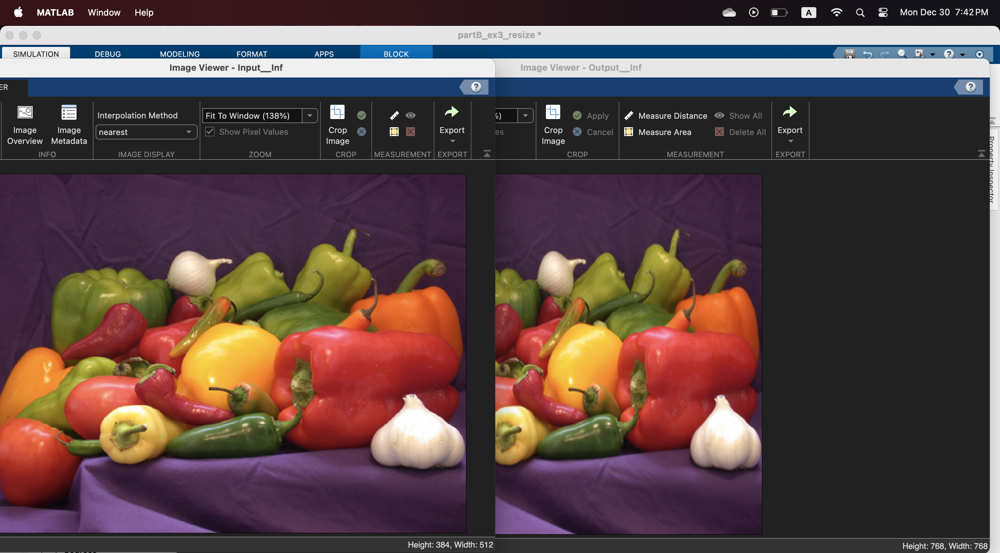 MATLAB Window Help A Mon Dec 30 7:42 PM
partB_ex3_resize *
SIMULATION DEBUG MODELING FORMAT APPS BLOCK
Image Viewer - Input__Inf
ER
Image Overview
Image Metadata
INFO
Interpolation Method
nearest
IMAGE DISPLAY
Fit To Window (138%)
Show Pixel Values
ZOOM
Crop Image
CROP
MEASUREMENT
Export
EXPORT
Height: 384, Width: 512
Image Viewer - Output__Inf
%)
es
Crop Image
Apply
Cancel
CROP
Measure Distance
Measure Area
Show All
Delete All
MEASUREMENT
Export
EXPORT
Property Inspector
Height: 768, Width: 768